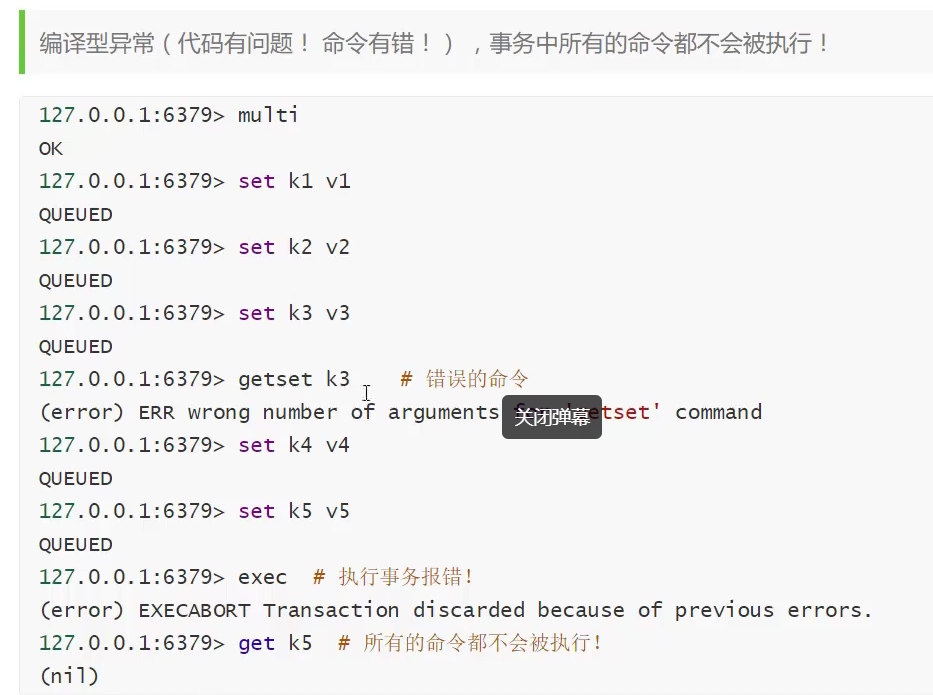 编译型异常（代码有问题！ 命令有错！） ，事务中所有的命令都不会被执行！
127.0.0.1:6379> multi
OK
127.0.0.1:6379> set k1 v1
QUEUED
127.0.0.1:6379> set k2 v2
QUEUED
127.0.0.1:6379> set k3 v3
QUEUED
127.0.0.1:6379> getset k3    # 错误的命令
(error) ERR wrong number of arguments etset' command
关闭弹幕
127.0.0.1:6379> set k4 v4
QUEUED
127.0.0.1:6379> set k5 v5
QUEUED
127.0.0.1:6379> exec  # 执行事务报错！
(error) EXECABORT Transaction discarded because of previous errors.
127.0.0.1:6379> get k5  # 所有的命令都不会被执行！
(nil)